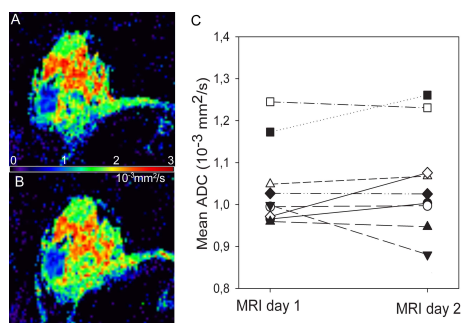 A
C
1,4
1,3
1,2
1,1
1,0
0,9
0,8
Mean ADC (10⁻³ mm²/s)
0 1 2 3
10⁻³mm²/s
B
MRI day 1 MRI day 2